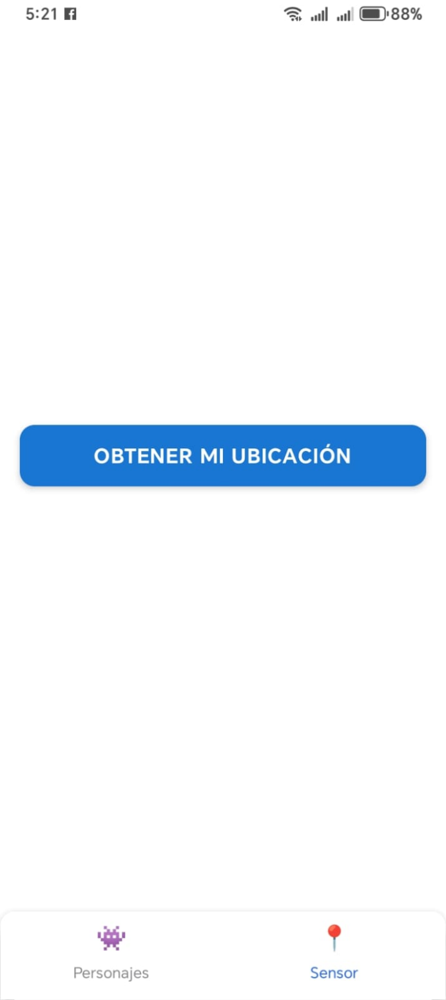 5:21 88%
OBTENER MI UBICACIÓN
Personajes Sensor